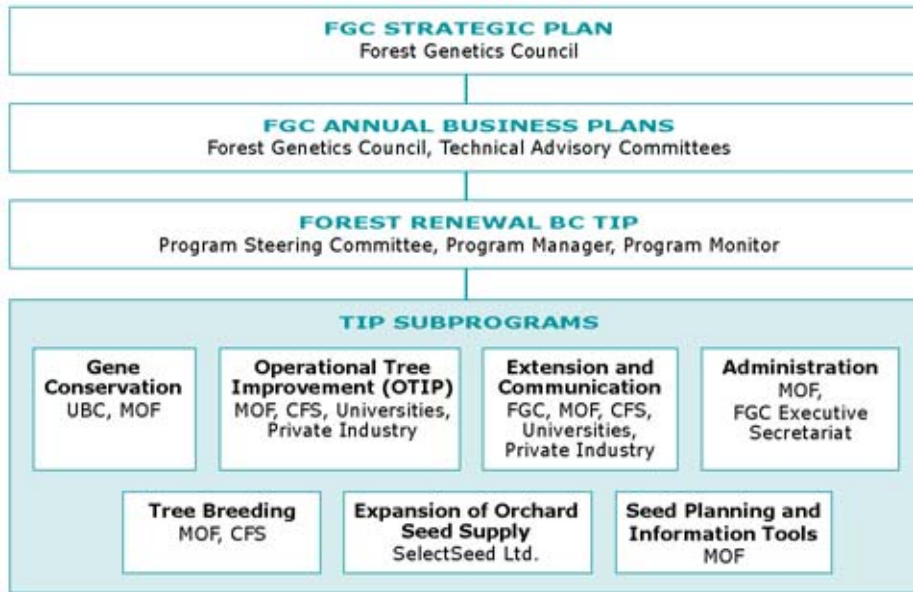 FGC STRATEGIC PLAN
Forest Genetics Council
FGC ANNUAL BUSINESS PLANS
Forest Genetics Council, Technical Advisory Committees
FOREST RENEWAL BC TIP
Program Steering Committee, Program Manager, Program Monitor
TIP SUBPROGRAMS
Gene
Conservation
UBC, MOF
Operational Tree
Improvement (OTIP)
MOF, CFS, Universities,
Private Industry
Extension and
Communication
FGC, MOF, CFS,
Universities,
Private Industry
Administration
MOF,
FGC Executive
Secretariat
Tree Breeding
MOF, CFS
Expansion of Orchard
Seed Supply
SelectSeed Ltd.
Seed Planning and
Information Tools
MOF